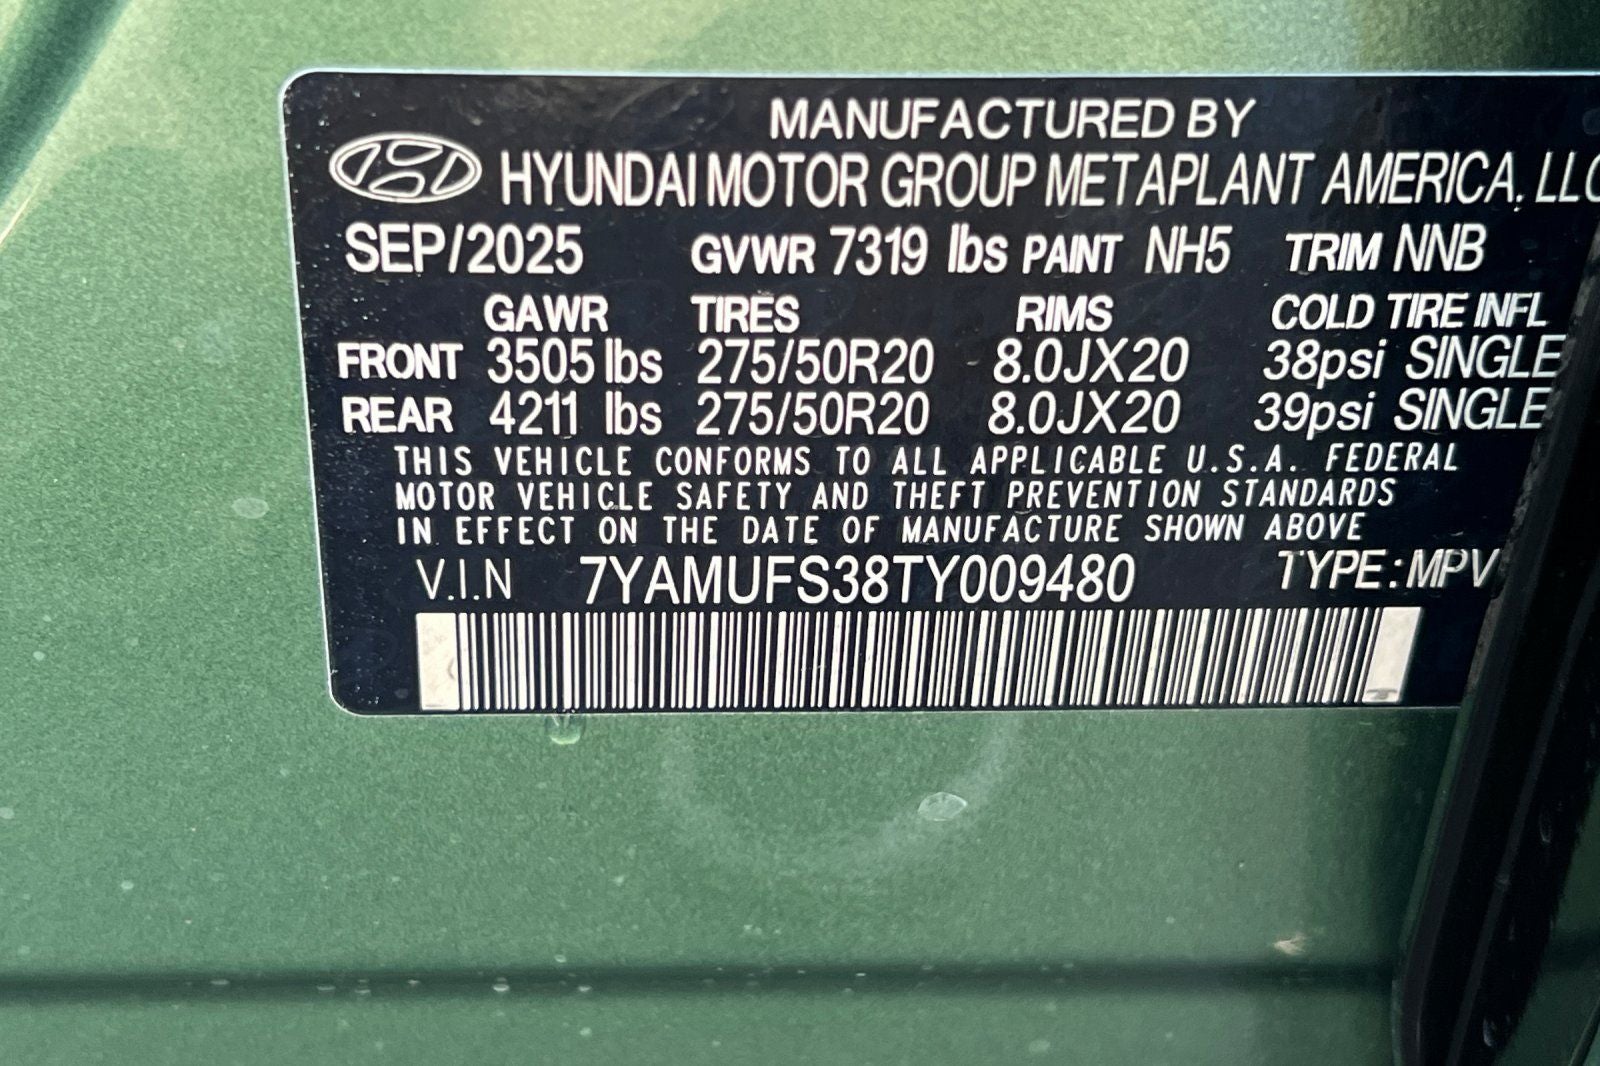 MANUFACTURED BY
HYUNDAI MOTOR GROUP METAPLANT AMERICA, LLC
SEP/2025 GVWR 7319 lbs PAINT NH5 TRIM NNB
GAWR TIRES RIMS COLD TIRE INFL
FRONT 3505 lbs 275/50R20 8.0JX20 38psi SINGLE
REAR 4211 lbs 275/50R20 8.0JX20 39psi SINGLE
THIS VEHICLE CONFORMS TO ALL APPLICABLE U.S.A. FEDERAL
MOTOR VEHICLE SAFETY AND THEFT PREVENTION STANDARDS
IN EFFECT ON THE DATE OF MANUFACTURE SHOWN ABOVE
V.I.N 7YAMUFS38TY009480 TYPE:MPV